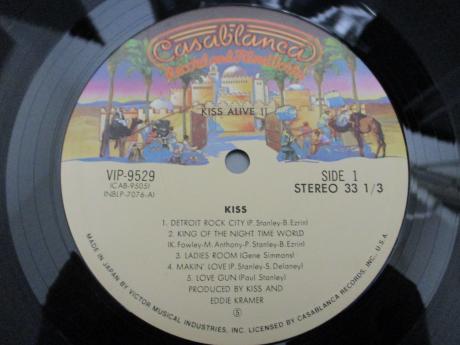 Casablanca
Record and FilmWorks
KISS ALIVE II
VIP-9529
(CAB-9505)
(NBLP-7076-A)
SIDE 1
STEREO 33 1/3
KISS
1. DETROIT ROCK CITY (P. Stanley-B. Ezrin)
2. KING OF THE NIGHT TIME WORLD
(K. Fowley-M. Anthony-P. Stanley-B. Ezrin)
3. LADIES ROOM (Gene Simmons)
4. MAKIN' LOVE (P. Stanley-S. Delaney)
5. LOVE GUN (Paul Stanley)
PRODUCED BY KISS AND
EDDIE KRAMER
Ⓢ
MADE IN JAPAN BY VICTOR MUSICAL INDUSTRIES, INC. LICENSED BY CASABLANCA RECORDS, INC., U.S.A.